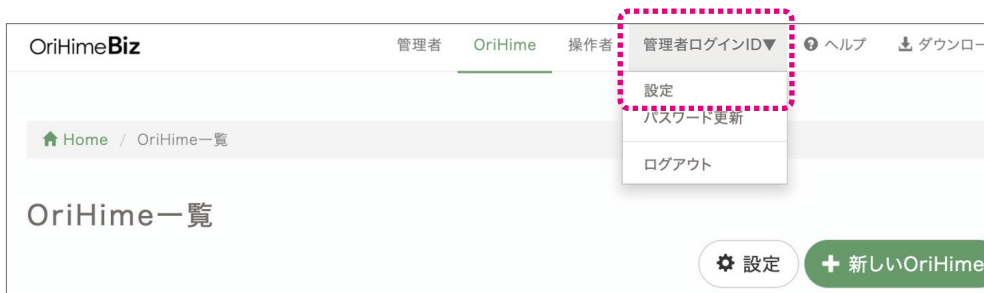 OriHimeBiz 管理者 OriHime 操作者 管理者ログインID▼ ヘルプ ダウンロー
設定
パスワード更新
Home / OriHime一覧
ログアウト
OriHime一覧
設定 + 新しいOriHime